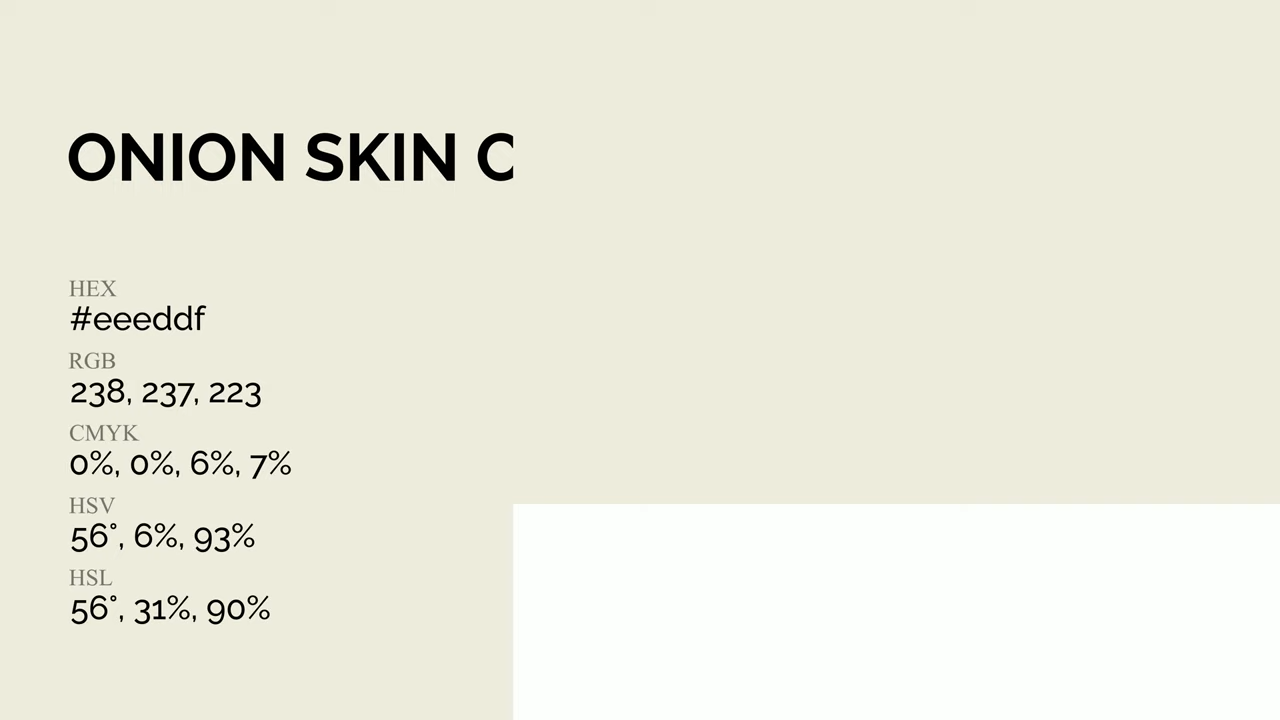 ONION SKIN C
HEX
#eeeddf
RGB
238, 237, 223
CMYK
0%, 0%, 6%, 7%
HSV
56°, 6%, 93%
HSL
56°, 31%, 90%